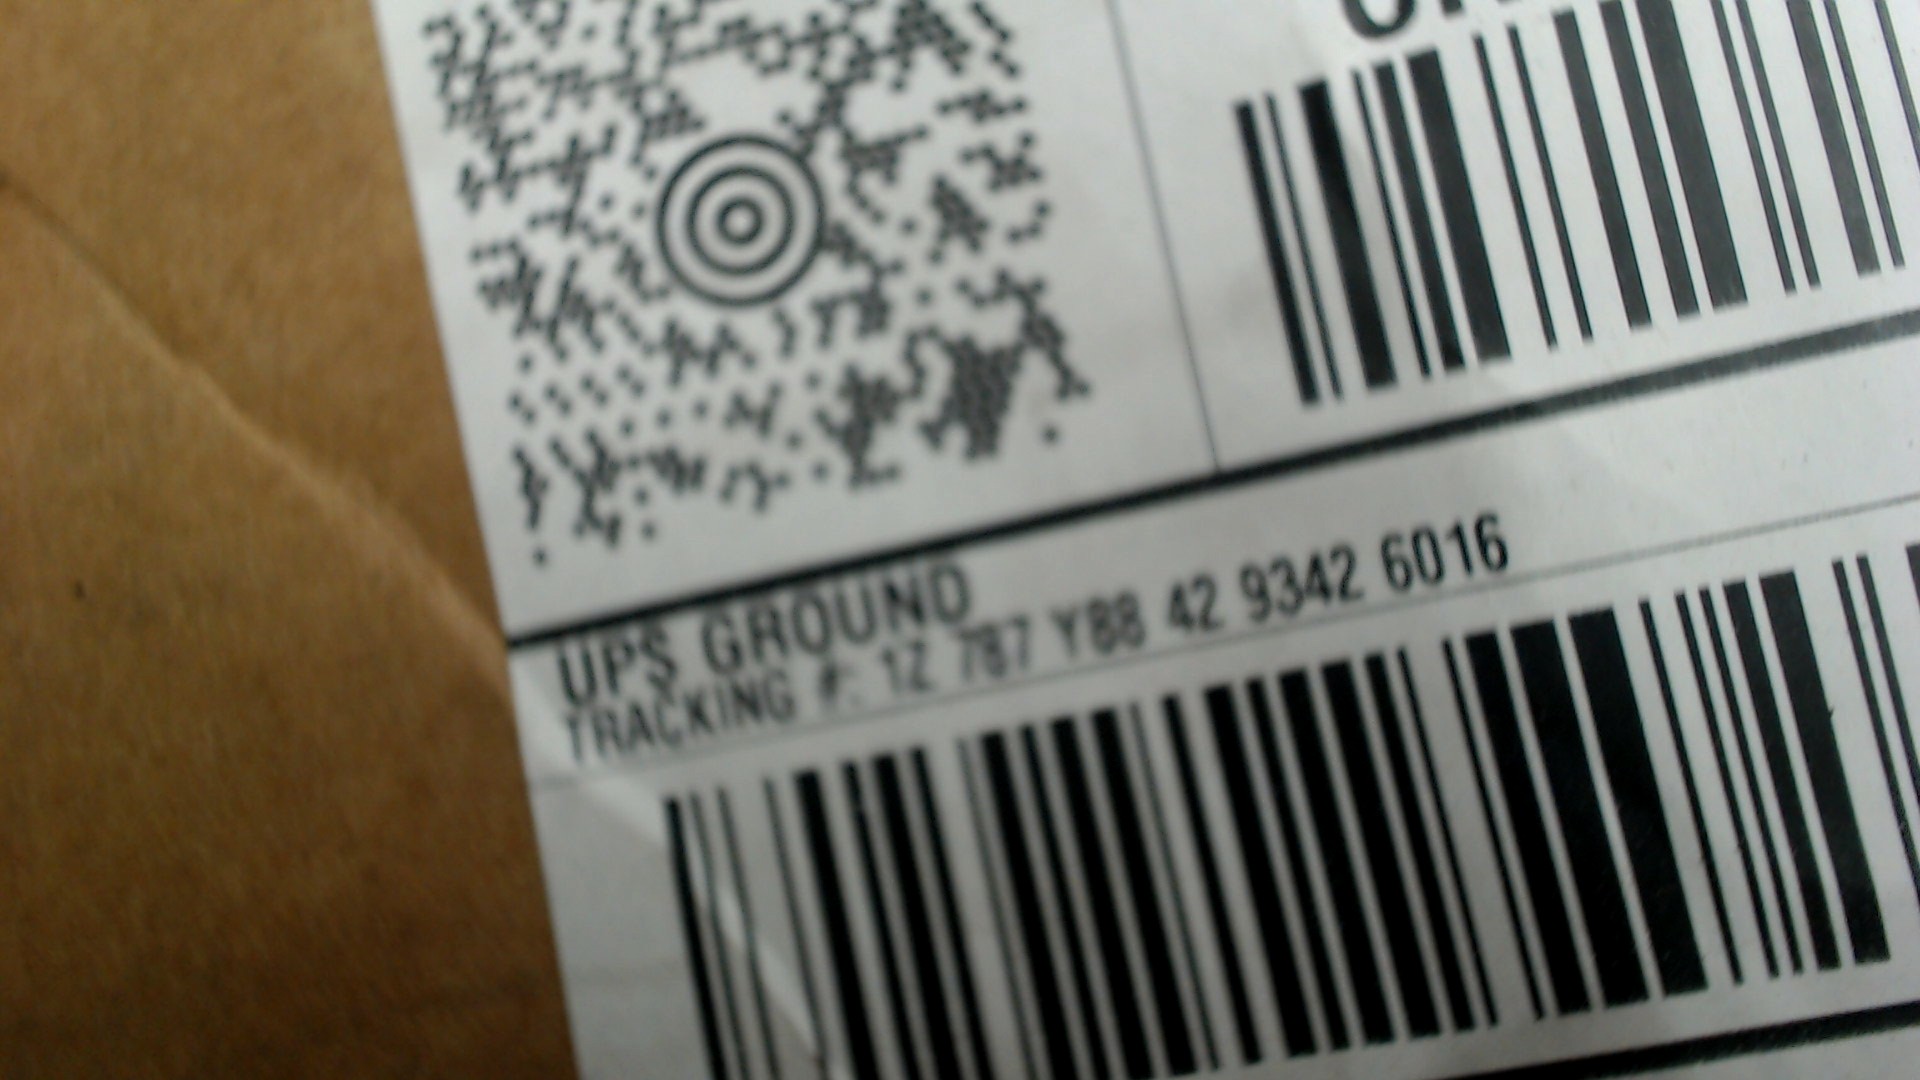 UPS GROUND
TRACKING #: 1Z 787 Y88 42 9342 6016